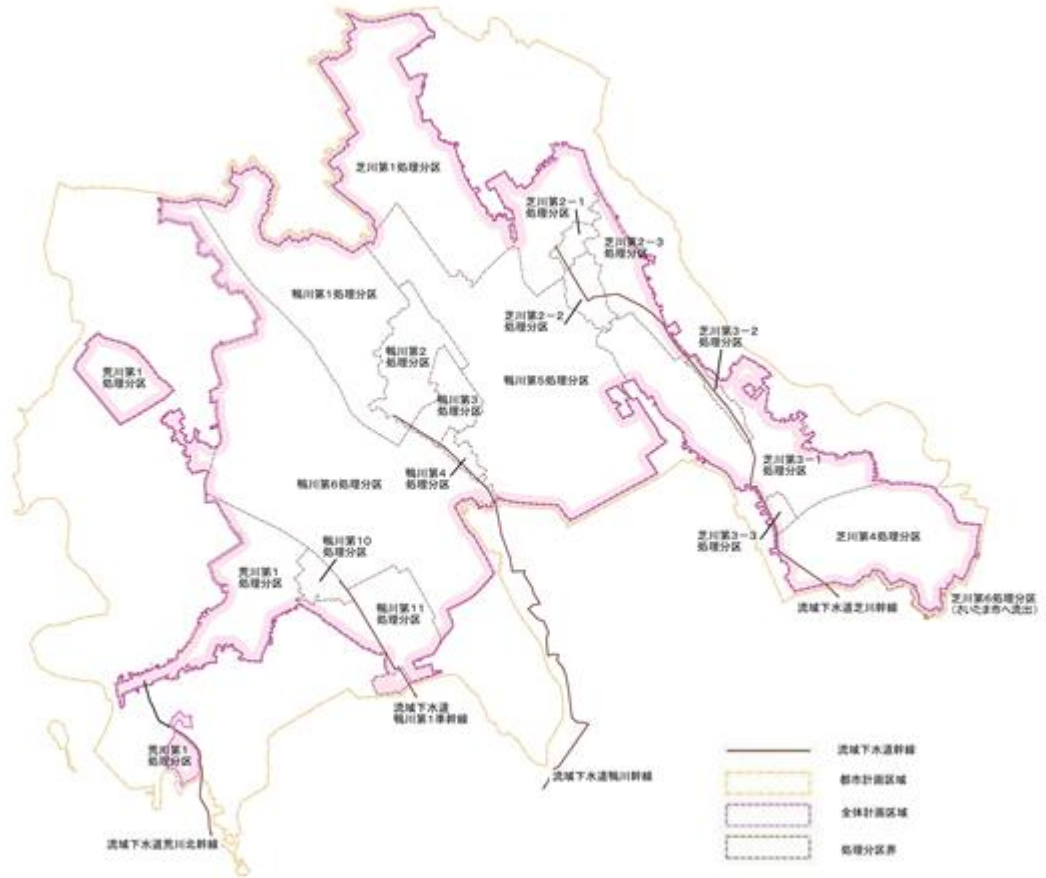 芝川第1処理分区
芝川第2-1
処理分区
芝川第2-3
処理分区
鴨川第1処理分区
芝川第2-2
処理分区
芝川第3-2
処理分区
鴨川第2
処理分区
荒川第1
処理分区
鴨川第5処理分区
鴨川第3
処理分区
芝川第3-1
処理分区
鴨川第4
処理分区
鴨川第6処理分区
芝川第3-3
処理分区
芝川第4処理分区
鴨川第10
処理分区
荒川第1
処理分区
鴨川第11
処理分区
流域下水道芝川幹線
芝川第6処理分区
(さいたま市へ流出)
流域下水道
鴨川第1準幹線
荒川第1
処理分区
流域下水道鴨川幹線
流域下水道荒川北幹線
流域下水道幹線
都市計画区域
全体計画区域
処理分区界